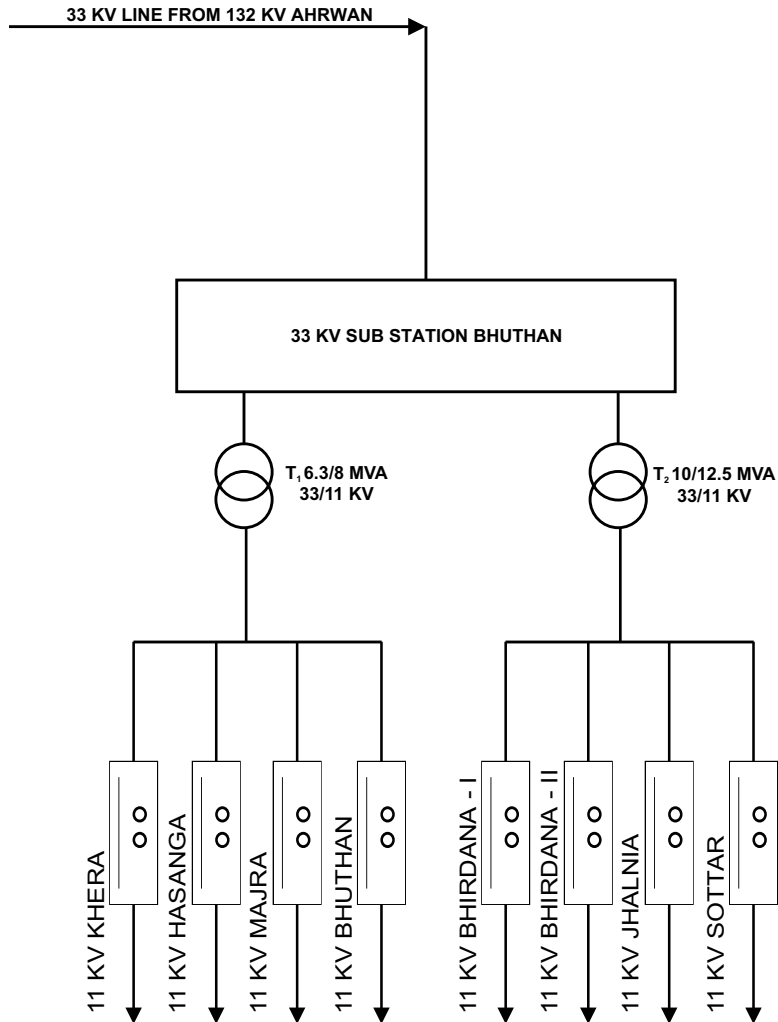 33 KV LINE FROM 132 KV AHRWAN
33 KV SUB STATION BHUTHAN
T₁ 6.3/8 MVA
33/11 KV
T₂ 10/12.5 MVA
33/11 KV
11 KV KHERA
11 KV HASANGA
11 KV MAJRA
11 KV BHUTHAN
11 KV BHIRDANA - I
11 KV BHIRDANA - II
11 KV JHALNIA
11 KV SOTTAR